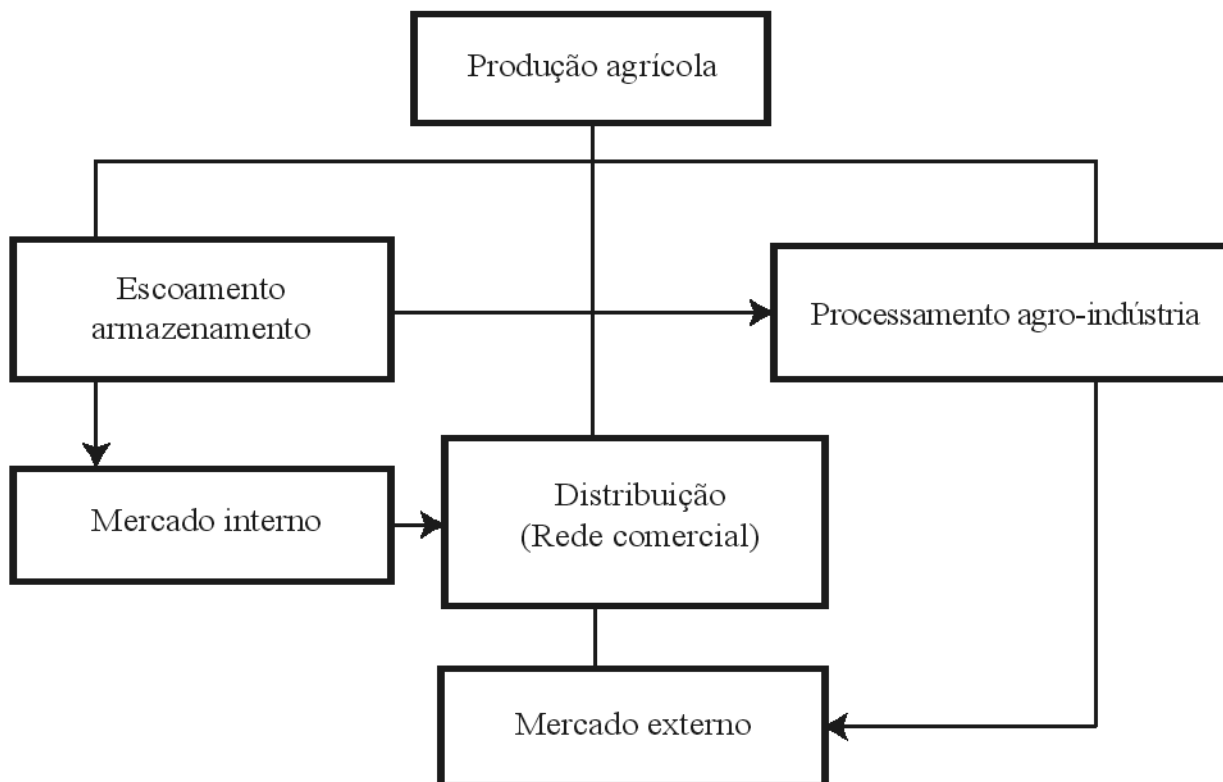 Produção agrícola
Escoamento
armazenamento
Processamento agro-indústria
Mercado interno
Distribuição
(Rede comercial)
Mercado externo